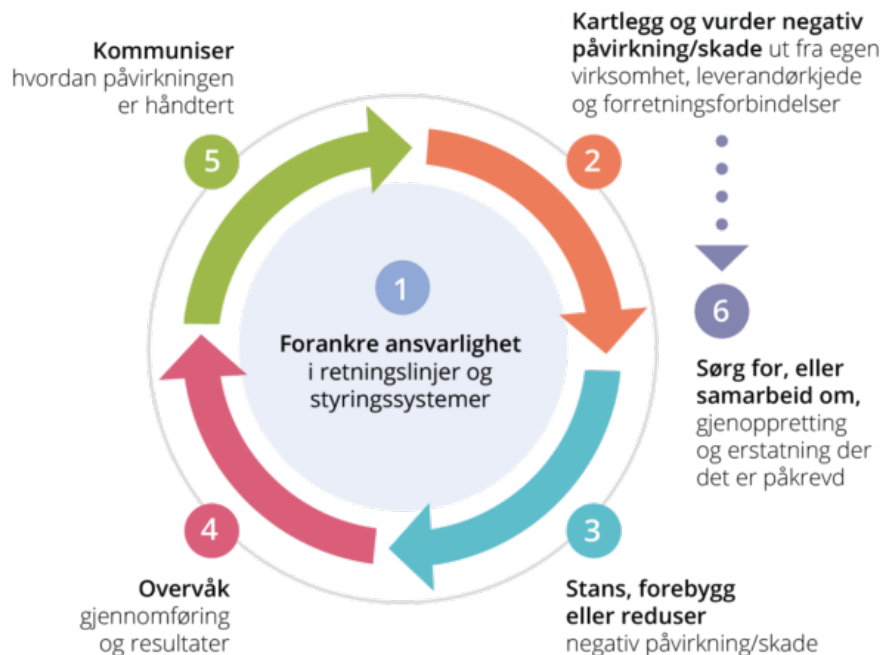 1
Forankre ansvarlighet
i retningslinjer og
styringssystemer
2
Kartlegg og vurder negativ
påvirkning/skade ut fra egen
virksomhet, leverandørkjede
og forretningsforbindelser
3
Stans, forebygg
eller reduser
negativ påvirkning/skade
4
Overvåk
gjennomføring
og resultater
5
Kommuniser
hvordan påvirkningen
er håndtert
6
Sørg for, eller
samarbeid om,
gjenoppretting
og erstatning der
det er påkrevd